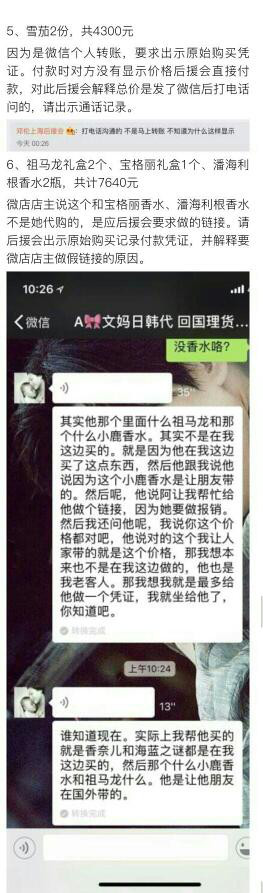 5、雪茄2份，共4300元
因为是微信个人转账，要求出示原始购买凭
证。付款时对方没有显示价格后援会直接付
款，对此后援会解释总价是发了微信后打电话
问的，请出示通话记录。
邓伦上海后援会：打电话沟通的 不是马上转账 不知道为什么这样显示
今天 00:26
6、祖马龙礼盒2个、宝格丽礼盒1个、潘海利
根香水2瓶，共计7640元
微店店主说这个和宝格丽香水、潘海利根香水
不是她代购的，是应后援会要求做的链接。请
后援会出示原始购买记录付款凭证，并解释要
微店店主做假链接的原因。
10:26
微信
A🎀文妈日韩代 回国理货...
没香水咯?
35"
其实他那个里面什么祖马龙和那
个什么小鹿香水。其实不是在我
这边买的。就是因为他在我这边
买了这点东西，然后他跟我说他
说因为这个小鹿香水是让朋友带
的。然后呢，他说阿让我帮忙给
他做个链接，因为她要做报销。
然后我还问他呢，我说你这个价
格都对吧，他说对的这个我让人
家带的就是这个价格，那我想本
来也不是在我这边做的，他也是
我老客人。那我想我就是最多给
他做一个凭证，我就坐给他了，
你知道吧。
转换完成
上午10:24
13"
谁知道现在。实际上我帮他买的
就是香奈儿和海蓝之谜都是在我
这边买的，然后那个什么小鹿香
水和祖马龙什么。他是让他朋友
在国外带的。
转换完成